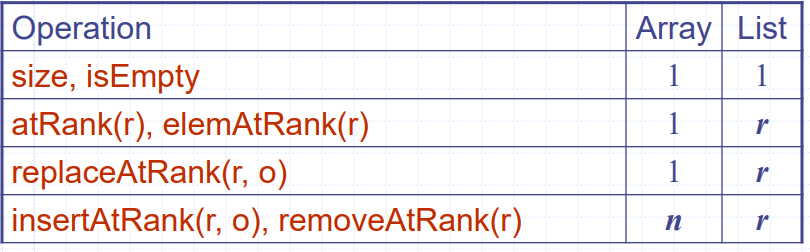 Operation Array List
size, isEmpty 1 1
atRank(r), elemAtRank(r) 1 r
replaceAtRank(r, o) 1 r
insertAtRank(r, o), removeAtRank(r) n r